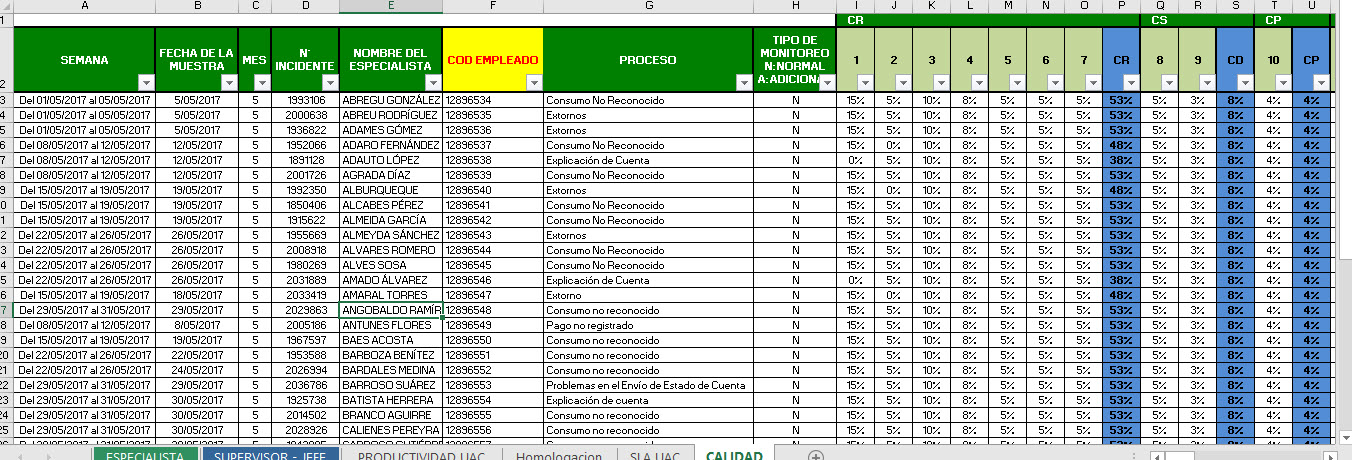 A B C D E F G H I J K L M N O P Q R S T U
1 CR CS CP
SEMANA FECHA DE LA MUESTRA MES N° INCIDENTE NOMBRE DEL ESPECIALISTA COD EMPLEADO PROCESO TIPO DE MONITOREO N:NORMAL A:ADICIONA 1 2 3 4 5 6 7 CR 8 9 CD 10 CP
Del 01/05/2017 al 05/05/2017 5/05/2017 5 1993106 ABREGU GONZÁLEZ 12896534 Consumo No Reconocido N 15% 5% 10% 8% 5% 5% 5% 53% 5% 3% 8% 4% 4%
Del 01/05/2017 al 05/05/2017 5/05/2017 5 2000638 ABREU RODRÍGUEZ 12896535 Extornos N 15% 5% 10% 8% 5% 5% 5% 53% 5% 3% 8% 4% 4%
Del 01/05/2017 al 05/05/2017 5/05/2017 5 1936822 ADAMES GÓMEZ 12896536 Extornos N 15% 5% 10% 8% 5% 5% 5% 53% 5% 3% 8% 4% 4%
Del 08/05/2017 al 12/05/2017 12/05/2017 5 1952066 ADARO FERNÁNDEZ 12896537 Consumo No Reconocido N 15% 0% 10% 8% 5% 5% 5% 48% 5% 3% 8% 4% 4%
Del 08/05/2017 al 12/05/2017 12/05/2017 5 1891128 ADAUTO LÓPEZ 12896538 Explicación de Cuenta N 0% 5% 10% 8% 5% 5% 5% 38% 5% 3% 8% 4% 4%
Del 08/05/2017 al 12/05/2017 12/05/2017 5 2001726 AGRADA DÍAZ 12896539 Consumo No Reconocido N 15% 5% 10% 8% 5% 5% 5% 53% 5% 3% 8% 4% 4%
Del 15/05/2017 al 19/05/2017 19/05/2017 5 1992350 ALBURQUEQUE 12896540 Extornos N 15% 0% 10% 8% 5% 5% 5% 48% 5% 3% 8% 4% 4%
Del 15/05/2017 al 19/05/2017 19/05/2017 5 1850406 ALCABES PÉREZ 12896541 Consumo No Reconocido N 15% 5% 10% 8% 5% 5% 5% 53% 5% 3% 8% 4% 4%
Del 15/05/2017 al 19/05/2017 19/05/2017 5 1915622 ALMEIDA GARCÍA 12896542 Consumo No Reconocido N 15% 5% 10% 8% 5% 5% 5% 53% 5% 3% 8% 4% 4%
Del 22/05/2017 al 26/05/2017 26/05/2017 5 1955669 ALMEYDA SÁNCHEZ 12896543 Extornos N 15% 5% 10% 8% 5% 5% 5% 53% 5% 3% 8% 4% 4%
Del 22/05/2017 al 26/05/2017 26/05/2017 5 2008918 ALVARES ROMERO 12896544 Consumo No Reconocido N 15% 5% 10% 8% 5% 5% 5% 53% 5% 3% 8% 4% 4%
Del 22/05/2017 al 26/05/2017 26/05/2017 5 1980269 ALVES SOSA 12896545 Consumo No Reconocido N 15% 5% 10% 8% 5% 5% 5% 53% 5% 3% 8% 4% 4%
Del 22/05/2017 al 26/05/2017 26/05/2017 5 2031889 AMADO ÁLVAREZ 12896546 Explicación de Cuenta N 0% 5% 10% 8% 5% 5% 5% 38% 5% 3% 8% 4% 4%
Del 15/05/2017 al 19/05/2017 18/05/2017 5 2033419 AMARAL TORRES 12896547 Extorno N 15% 0% 10% 8% 5% 5% 5% 48% 5% 3% 8% 4% 4%
Del 29/05/2017 al 31/05/2017 29/05/2017 5 2029863 ANGOBALDO RAMÍR 12896548 Consumo no reconocido N 15% 5% 10% 8% 5% 5% 5% 53% 5% 3% 8% 4% 4%
Del 08/05/2017 al 12/05/2017 8/05/2017 5 2005186 ANTUNES FLORES 12896549 Pago no registrado N 15% 5% 10% 8% 5% 5% 5% 53% 5% 3% 8% 4% 4%
Del 15/05/2017 al 19/05/2017 19/05/2017 5 1967597 BAES ACOSTA 12896550 Consumo no reconocido N 15% 5% 10% 8% 5% 5% 5% 53% 5% 3% 8% 4% 4%
Del 22/05/2017 al 26/05/2017 22/05/2017 5 1953588 BARBOZA BENÍTEZ 12896551 Consumo no reconocido N 15% 5% 10% 8% 5% 5% 5% 53% 5% 3% 8% 4% 4%
Del 22/05/2017 al 26/05/2017 24/05/2017 5 2026994 BARDALES MEDINA 12896552 Consumo no reconocido N 15% 5% 10% 8% 5% 5% 5% 53% 5% 3% 8% 4% 4%
Del 29/05/2017 al 31/05/2017 29/05/2017 5 2036786 BARROSO SUÁREZ 12896553 Problemas en el Envío de Estado de Cuenta N 15% 5% 10% 8% 5% 5% 5% 53% 5% 3% 8% 4% 4%
Del 29/05/2017 al 31/05/2017 30/05/2017 5 1925738 BATISTA HERRERA 12896554 Explicación de cuenta N 15% 5% 10% 8% 5% 5% 5% 53% 5% 3% 8% 4% 4%
Del 29/05/2017 al 31/05/2017 30/05/2017 5 2014502 BRANCO AGUIRRE 12896555 Consumo no reconocido N 15% 5% 10% 8% 5% 5% 5% 53% 5% 3% 8% 4% 4%
Del 29/05/2017 al 31/05/2017 30/05/2017 5 2028926 CALIENES PEREYRA 12896556 Consumo no reconocido N 15% 5% 10% 8% 5% 5% 5% 53% 5% 3% 8% 4% 4%
ESPECIALISTA SUPERVISOR - JEFE PRODUCTIVIDAD UAC Homologacion SLA UAC CALIDAD